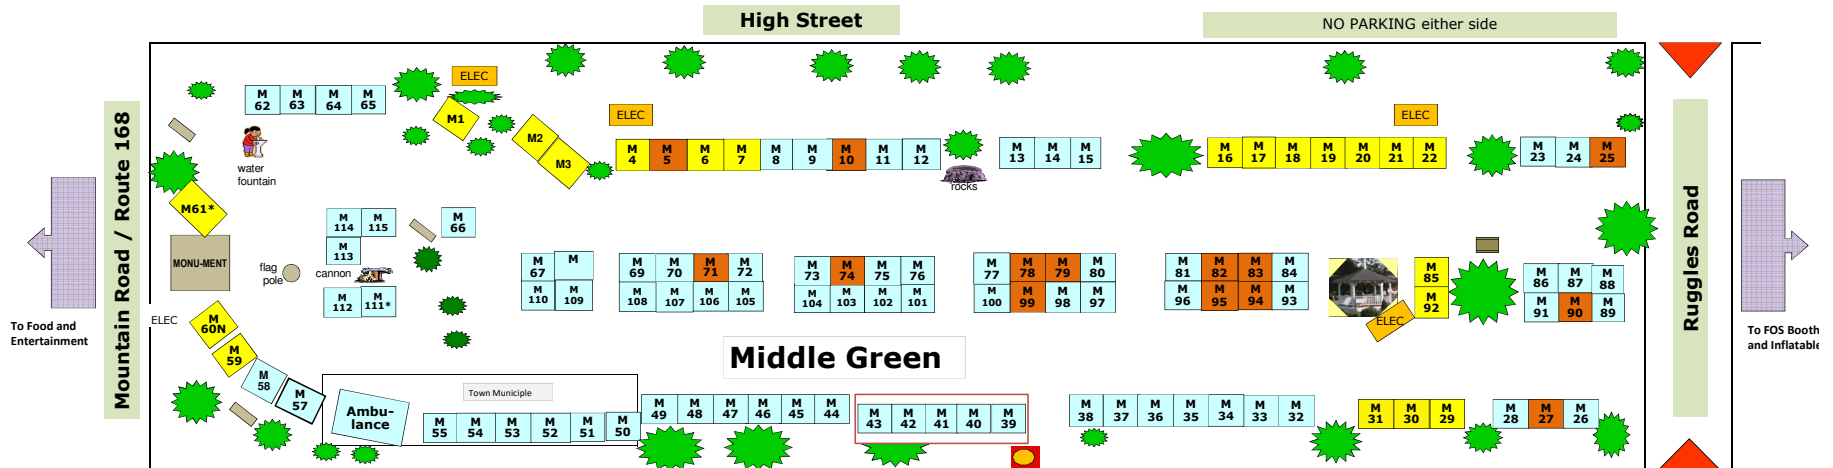 High Street
NO PARKING either side
ELEC
M 62 M 63 M 64 M 65
M1
ELEC
ELEC
M2
M3
M 4 M 5 M 6 M 7 M 8 M 9 M 10 M 11 M 12
M 13 M 14 M 15
M 16 M 17 M 18 M 19 M 20 M 21 M 22
M 23 M 24 M 25
water
fountain
rocks
M61*
M 114 M 115
M 66
M 113
MONU-MENT
flag
pole
cannon
M 112 M 111*
M 67 M
M 110 M 109
M 69 M 70 M 71 M 72
M 108 M 107 M 106 M 105
M 73 M 74 M 75 M 76
M 104 M 103 M 102 M 101
M 77 M 78 M 79 M 80
M 100 M 99 M 98 M 97
M 81 M 82 M 83 M 84
M 96 M 95 M 94 M 93
M 85
M 92
ELEC
M 86 M 87 M 88
M 91 M 90 M 89
Mountain Road / Route 168
Ruggles Road
To Food and
Entertainment
To FOS Booth
and Inflatable
ELEC
M 60N
M 59
M 58
M 57
Middle Green
Town Municiple
Ambu-
lance
M 55 M 54 M 53 M 52 M 51 M 50
M 49 M 48 M 47 M 46 M 45 M 44
M 43 M 42 M 41 M 40 M 39
M 38 M 37 M 36 M 35 M 34 M 33 M 32
M 31 M 30 M 29
M 28 M 27 M 26